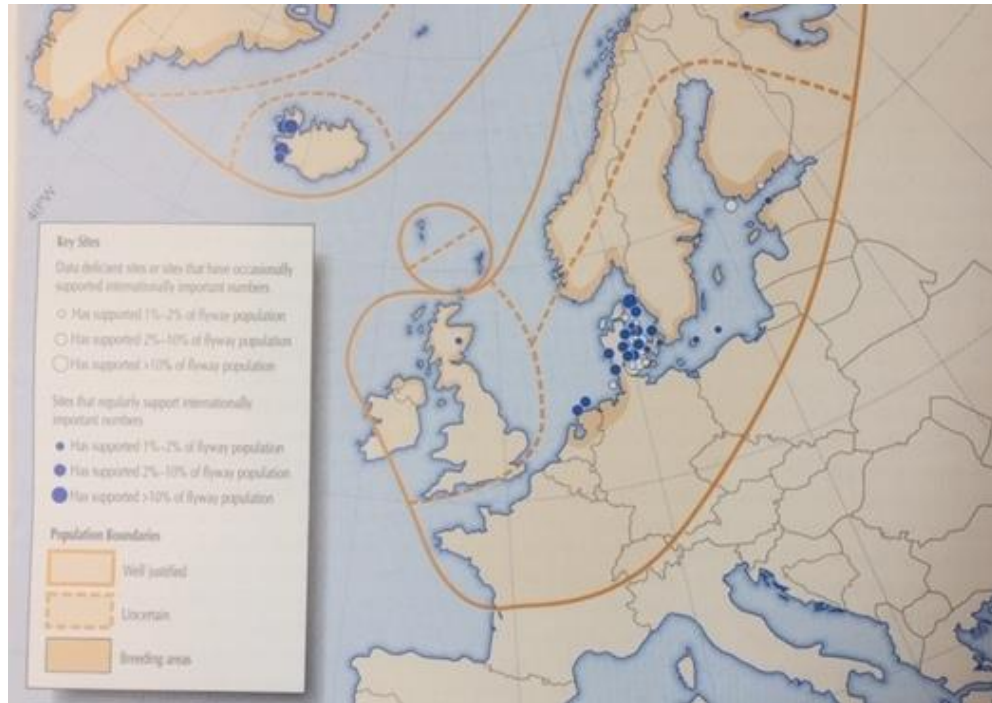 40°W
Key Sites
Data deficient sites or sites that have occasionally
supported internationally important numbers
Has supported 1%–2% of flyway population
Has supported 2%–10% of flyway population
Has supported >10% of flyway population
Sites that regularly support internationally
important numbers
Has supported 1%–2% of flyway population
Has supported 2%–10% of flyway population
Has supported >10% of flyway population
Population Boundaries
Well justified
Uncertain
Breeding areas